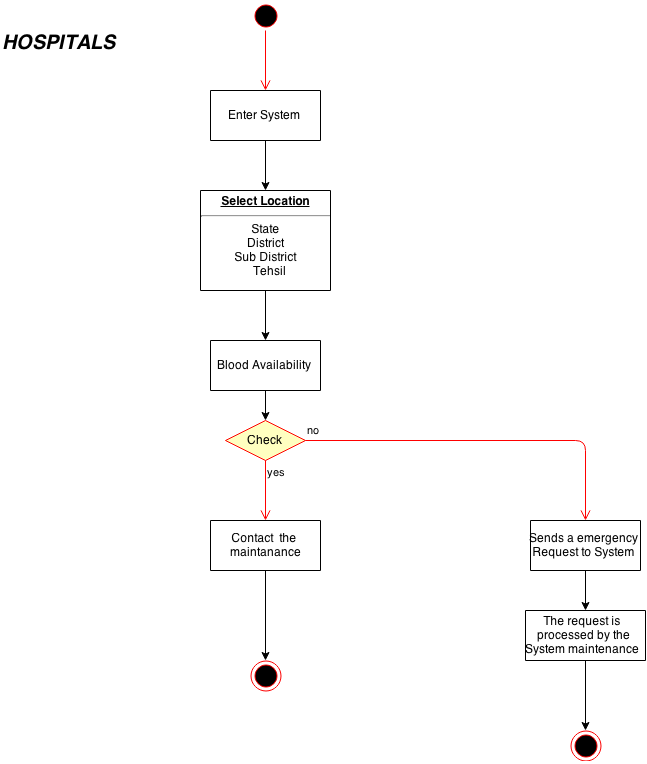 HOSPITALS
Enter System
Select Location
State
District
Sub District
Tehsil
Blood Availability
Check
no
yes
Contact the
maintanance
Sends a emergency
Request to System
The request is
processed by the
System maintenance